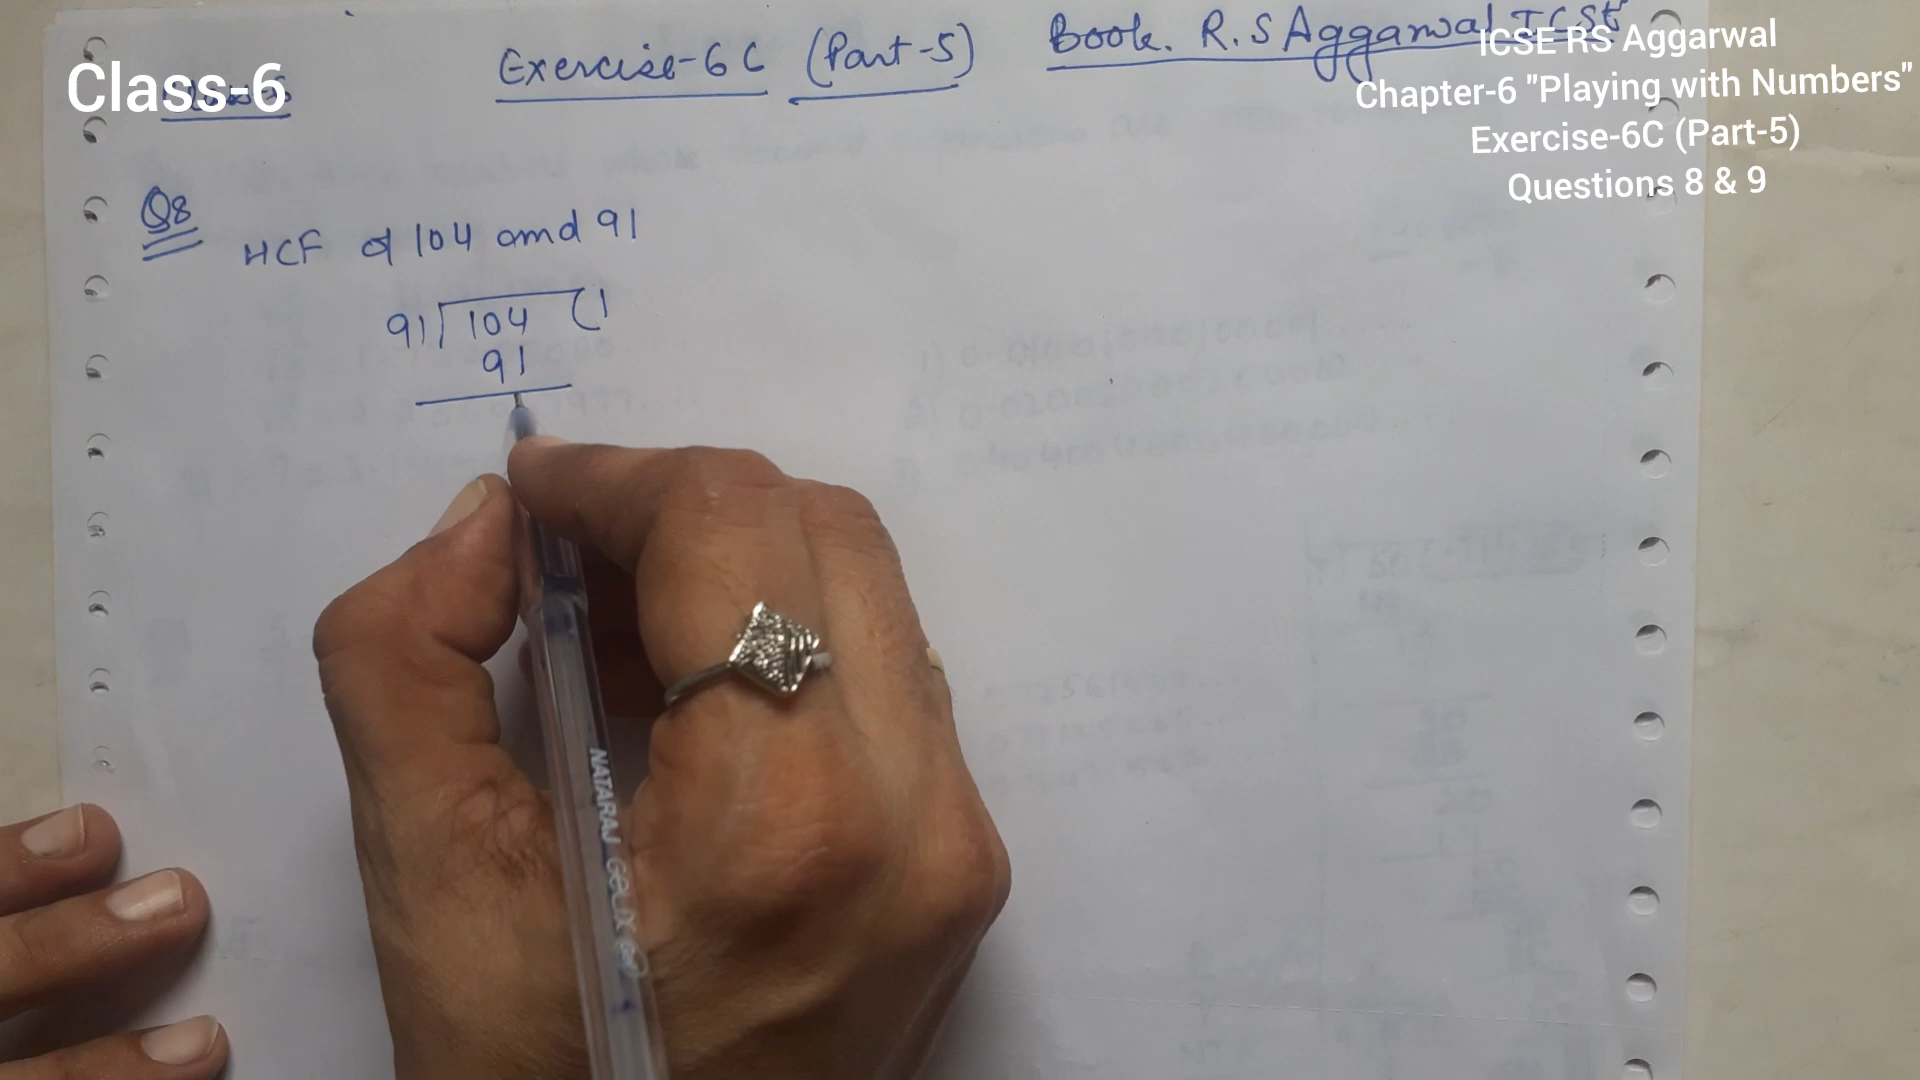 Class-6
Exercise-6C (Part-5)
Book. R.S Aggarwal ICSE
ICSE RS Aggarwal
Chapter-6 "Playing with Numbers"
Exercise-6C (Part-5)
Questions 8 & 9
Q8
HCF of 104 and 91
91) 104 (1
91
NATARAJ GELIX